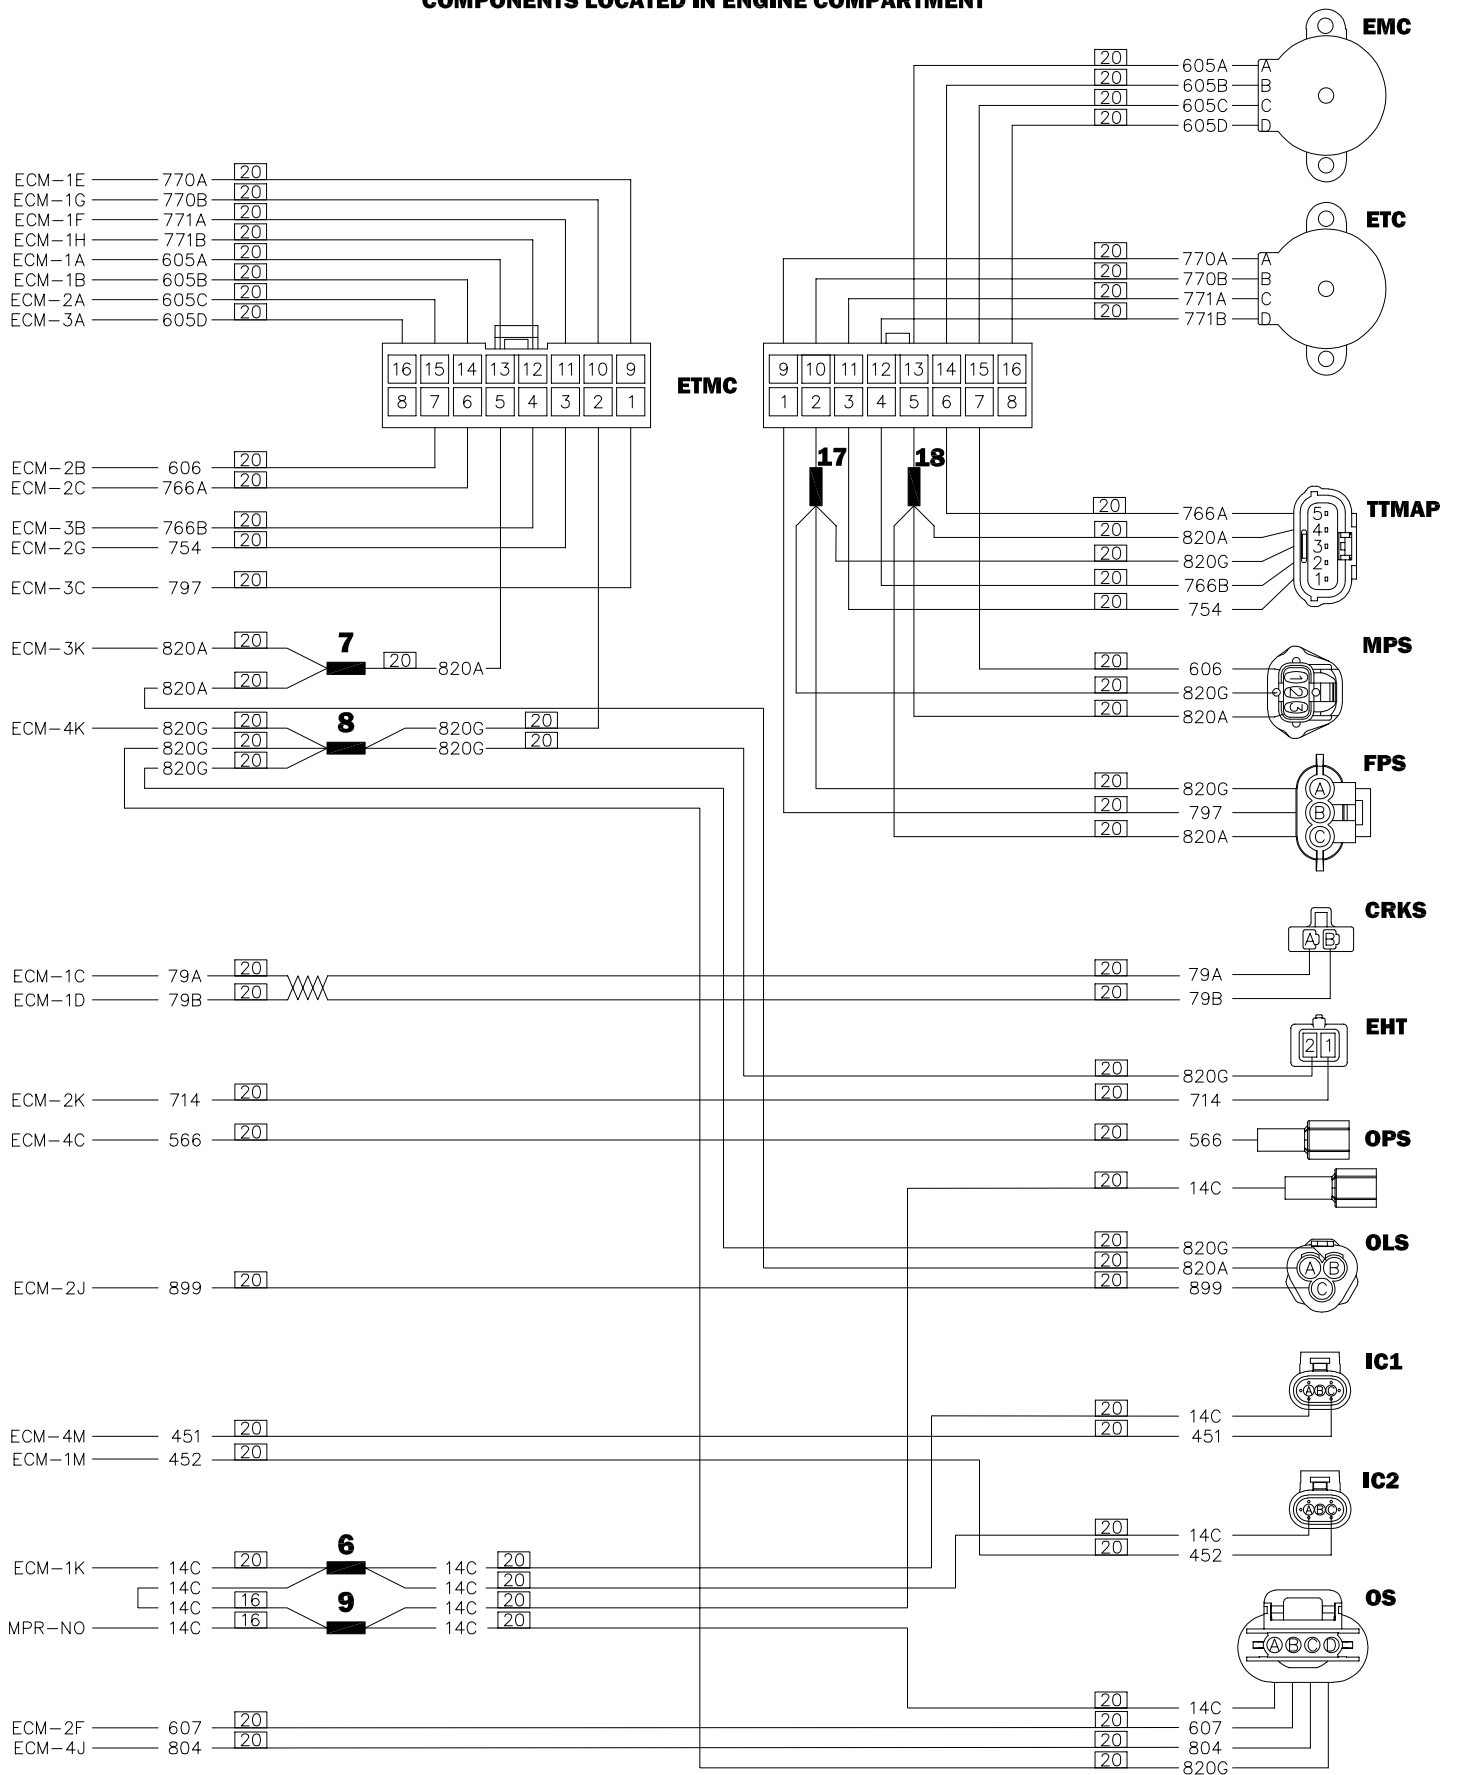 COMPONENTS LOCATED IN ENGINE COMPARTMENT
EMC
20 605A A
20 605B B
20 605C C
20 605D D
ECM-1E 770A 20
ECM-1G 770B 20
ECM-1F 771A 20
ECM-1H 771B 20
ECM-1A 605A 20
ECM-1B 605B 20
ECM-2A 605C 20
ECM-3A 605D 20
ETC
20 770A A
20 770B B
20 771A C
20 771B D
16 15 14 13 12 11 10 9
8 7 6 5 4 3 2 1
ETMC
9 10 11 12 13 14 15 16
1 2 3 4 5 6 7 8
ECM-2B 606 20
ECM-2C 766A 20
ECM-3B 766B 20
ECM-2G 754 20
ECM-3C 797 20
17 18
TTMAP
20 766A 5
20 820A 4
20 820G 3
20 766B 2
20 754 1
ECM-3K 820A 20
7
20 820A
820A 20
ECM-4K 820G 20
8
820G 20
820G 20
820G 20
820G 20
MPS
20 606 1
20 820G 2
20 820A 3
FPS
20 820G A
20 797 B
20 820A C
CRKS
A B
ECM-1C 79A 20 20 79A
ECM-1D 79B 20 20 79B
EHT
2 1
20 820G
ECM-2K 714 20 20 714
ECM-4C 566 20 20 566 OPS
20 14C
OLS
20 820G
20 820A A B
ECM-2J 899 20 20 899 C
IC1
A B C
20 14C
ECM-4M 451 20 20 451
ECM-1M 452 20
IC2
A B C
20 14C
20 452
6
ECM-1K 14C 20 14C 20
14C 14C 20
14C 16 9 14C 20
MPR-NO 14C 16 14C 20
OS
A B C D
20 14C
ECM-2F 607 20 20 607
ECM-4J 804 20 20 804
20 820G